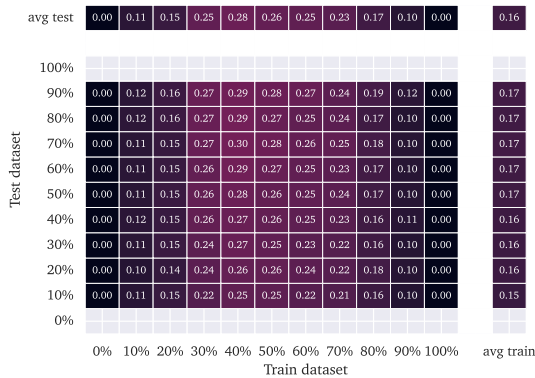 avg test 0.00 0.11 0.15 0.25 0.28 0.26 0.25 0.23 0.17 0.10 0.00 0.16
100%
90% 0.00 0.12 0.16 0.27 0.29 0.28 0.27 0.24 0.19 0.12 0.00 0.17
80% 0.00 0.12 0.16 0.27 0.29 0.27 0.25 0.24 0.17 0.10 0.00 0.17
70% 0.00 0.11 0.15 0.27 0.30 0.28 0.26 0.25 0.18 0.10 0.00 0.17
60% 0.00 0.11 0.15 0.26 0.29 0.27 0.25 0.23 0.17 0.10 0.00 0.17
50% 0.00 0.11 0.15 0.26 0.28 0.26 0.25 0.24 0.17 0.10 0.00 0.17
40% 0.00 0.12 0.15 0.26 0.27 0.26 0.25 0.23 0.16 0.11 0.00 0.16
30% 0.00 0.11 0.15 0.24 0.27 0.25 0.23 0.22 0.16 0.10 0.00 0.16
20% 0.00 0.10 0.14 0.24 0.26 0.26 0.24 0.22 0.18 0.10 0.00 0.16
10% 0.00 0.11 0.15 0.22 0.25 0.25 0.22 0.21 0.16 0.10 0.00 0.15
0%
Test dataset
0% 10% 20% 30% 40% 50% 60% 70% 80% 90% 100% avg train
Train dataset